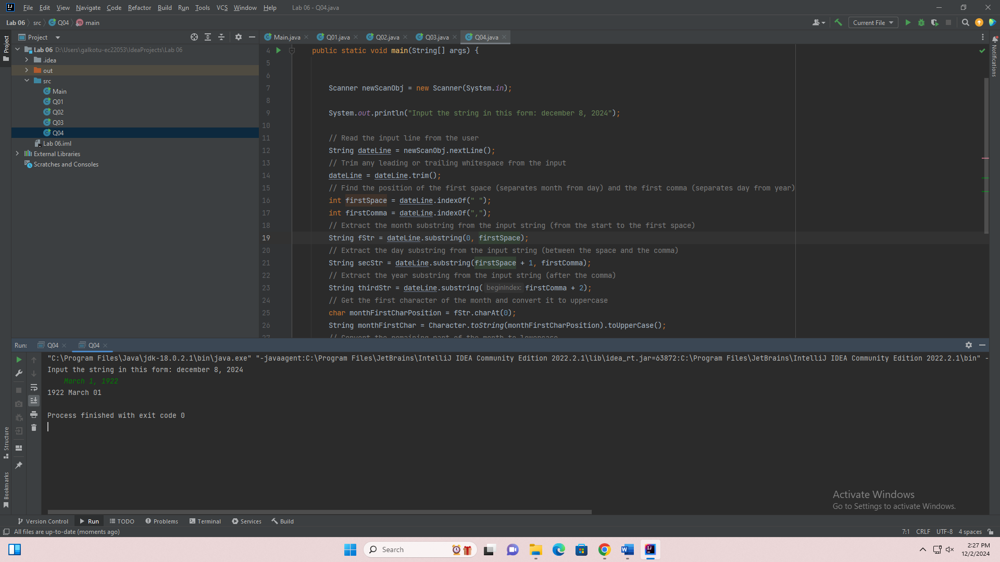 File Edit View Navigate Code Refactor Build Run Tools VCS Window Help Lab 06 - Q04.java
Lab 06 src Q04 main
Current File
Project
Main.java Q01.java Q02.java Q03.java Q04.java
Project
Notifications
Lab 06 D:\Users\galkotu-ec22053\IdeaProjects\Lab 06
.idea
out
src
Main
Q01
Q02
Q03
Q04
Lab 06.iml
External Libraries
Scratches and Consoles
4 public static void main(String[] args) {
5
6
7 Scanner newScanObj = new Scanner(System.in);
8
9 System.out.println("Input the string in this form: december 8, 2024");
10
11 // Read the input line from the user
12 String dateLine = newScanObj.nextLine();
13 // Trim any leading or trailing whitespace from the input
14 dateLine = dateLine.trim();
15 // Find the position of the first space (separates month from day) and the first comma (separates day from year)
16 int firstSpace = dateLine.indexOf(" ");
17 int firstComma = dateLine.indexOf(",");
18 // Extract the month substring from the input string (from the start to the first space)
19 String fStr = dateLine.substring(0, firstSpace);
20 // Extract the day substring from the input string (between the space and the comma)
21 String secStr = dateLine.substring(firstSpace + 1, firstComma);
22 // Extract the year substring from the input string (after the comma)
23 String thirdStr = dateLine.substring( beginIndex: firstComma + 2);
24 // Get the first character of the month and convert it to uppercase
25 char monthFirstCharPosition = fStr.charAt(0);
26 String monthFirstChar = Character.toString(monthFirstCharPosition).toUpperCase();
27 // Convert the remaining part of the month to lowercase
Run: Q04 Q04
"C:\Program Files\Java\jdk-18.0.2.1\bin\java.exe" "-javaagent:C:\Program Files\JetBrains\IntelliJ IDEA Community Edition 2022.2.1\lib\idea_rt.jar=63872:C:\Program Files\JetBrains\IntelliJ IDEA Community Edition 2022.2.1\bin" -
Input the string in this form: december 8, 2024
March 1, 1922
1922 March 01
Process finished with exit code 0
Structure
Bookmarks
Activate Windows
Go to Settings to activate Windows.
Version Control Run TODO Problems Terminal Services Build
All files are up-to-date (moments ago)
7:1 CRLF UTF-8 4 spaces
Search
2:27 PM
12/2/2024